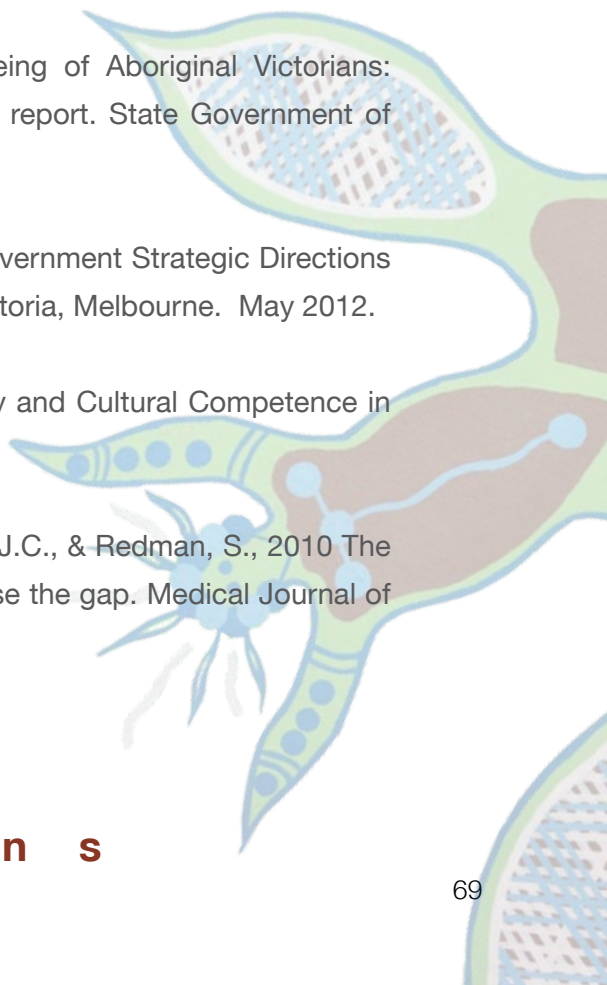 eing of Aboriginal Victorians:
report. State Government of
vernment Strategic Directions
toria, Melbourne. May 2012.
y and Cultural Competence in
J.C., & Redman, S., 2010 The
se the gap. Medical Journal of
n s
69